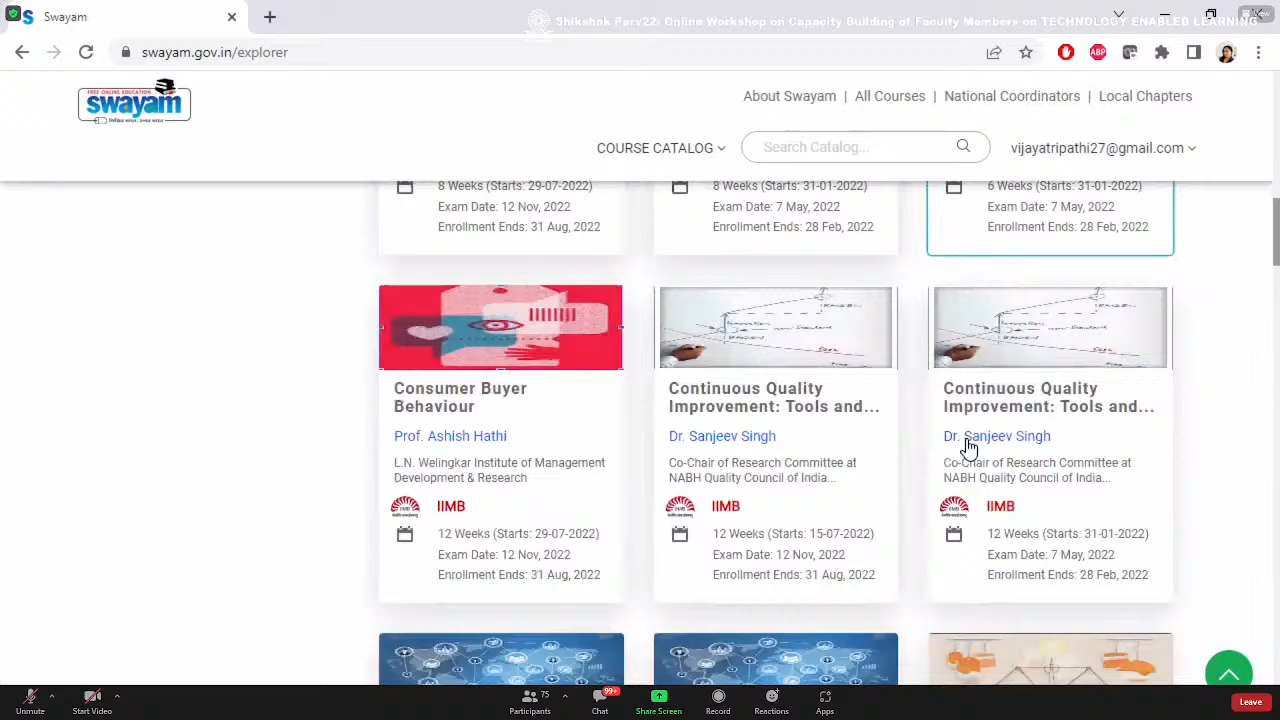 Swayam
Shikshak Parv22: Online Workshop on Capacity Building of Faculty Members on TECHNOLOGY ENABLED LEARNING
swayam.gov.in/explorer
ABP
FREE ONLINE EDUCATION
swayam
About Swayam | All Courses | National Coordinators | Local Chapters
COURSE CATALOG
Search Catalog...
vijayatripathi27@gmail.com
8 Weeks (Starts: 29-07-2022)
Exam Date: 12 Nov, 2022
Enrollment Ends: 31 Aug, 2022
8 Weeks (Starts: 31-01-2022)
Exam Date: 7 May, 2022
Enrollment Ends: 28 Feb, 2022
6 Weeks (Starts: 31-01-2022)
Exam Date: 7 May, 2022
Enrollment Ends: 28 Feb, 2022
Consumer Buyer
Behaviour
Prof. Ashish Hathi
L.N. Welingkar Institute of Management
Development & Research
IIMB
12 Weeks (Starts: 29-07-2022)
Exam Date: 12 Nov, 2022
Enrollment Ends: 31 Aug, 2022
Continuous Quality
Improvement: Tools and...
Dr. Sanjeev Singh
Co-Chair of Research Committee at
NABH Quality Council of India...
IIMB
12 Weeks (Starts: 15-07-2022)
Exam Date: 12 Nov, 2022
Enrollment Ends: 31 Aug, 2022
Continuous Quality
Improvement: Tools and...
Dr. Sanjeev Singh
Co-Chair of Research Committee at
NABH Quality Council of India...
IIMB
12 Weeks (Starts: 31-01-2022)
Exam Date: 7 May, 2022
Enrollment Ends: 28 Feb, 2022
Unmute
Start Video
75
Participants
99+
Chat
Share Screen
Record
Reactions
Apps
Leave